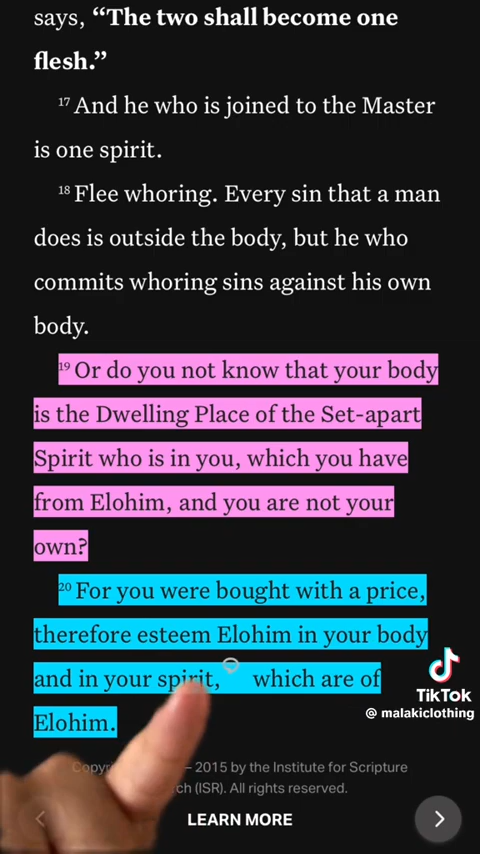 says, “The two shall become one
flesh.”
17 And he who is joined to the Master
is one spirit.
18 Flee whoring. Every sin that a man
does is outside the body, but he who
commits whoring sins against his own
body.
19 Or do you not know that your body
is the Dwelling Place of the Set-apart
Spirit who is in you, which you have
from Elohim, and you are not your
own?
20 For you were bought with a price,
therefore esteem Elohim in your body
and in your spirit, which are of
Elohim.
TikTok
@ malakiclothing
– 2015 by the Institute for Scripture
(ISR). All rights reserved.
LEARN MORE